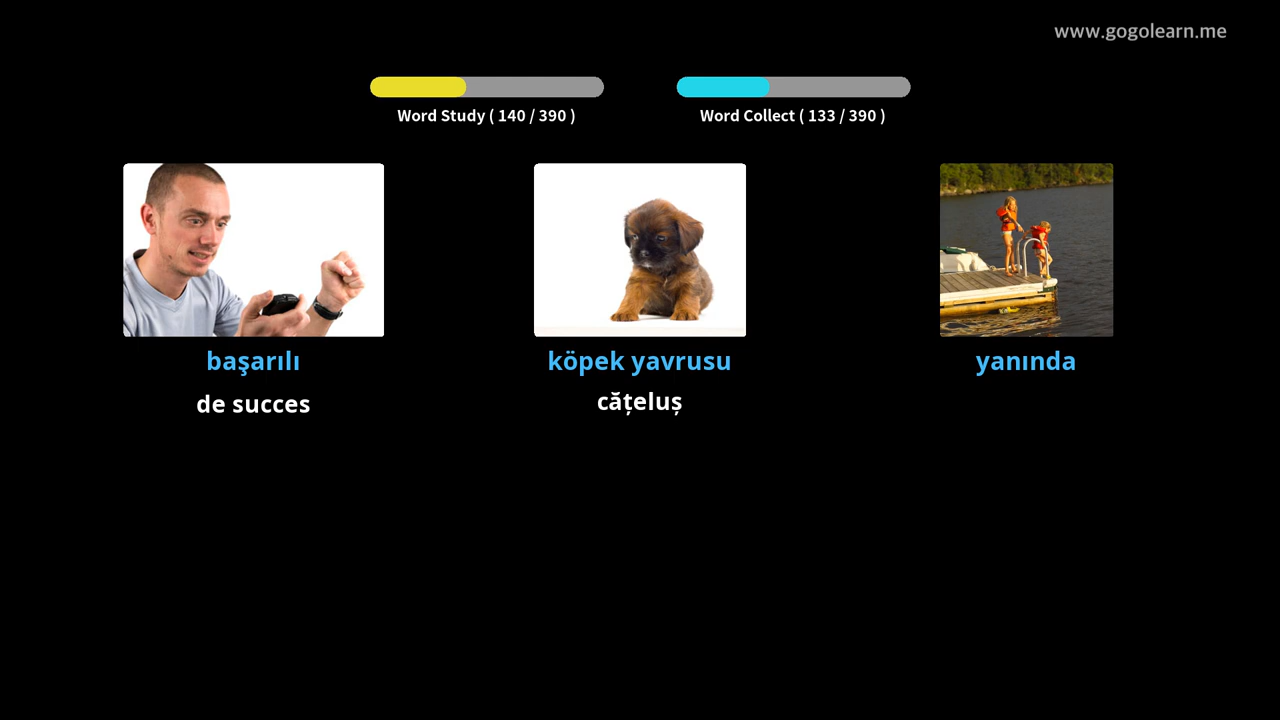 www.gogolearn.me
Word Study ( 140 / 390 )
Word Collect ( 133 / 390 )
başarılı
köpek yavrusu
yanında
de succes
cățeluș